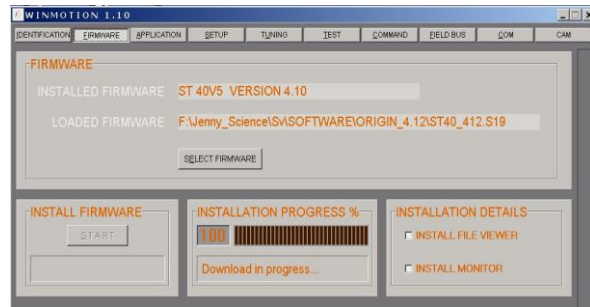 WINMOTION 1.10
IDENTIFICATION FIRMWARE APPLICATION SETUP TUNING TEST COMMAND FIELD BUS COM CAM
FIRMWARE
INSTALLED FIRMWARE ST 40V5 VERSION 4.10
LOADED FIRMWARE F:\Jenny_Science\Sv\SOFTWARE\ORIGIN_4.12\ST40_412.S19
SELECT FIRMWARE
INSTALL FIRMWARE
START
INSTALLATION PROGRESS %
100
Download in progress...
INSTALLATION DETAILS
INSTALL FILE VIEWER
INSTALL MONITOR